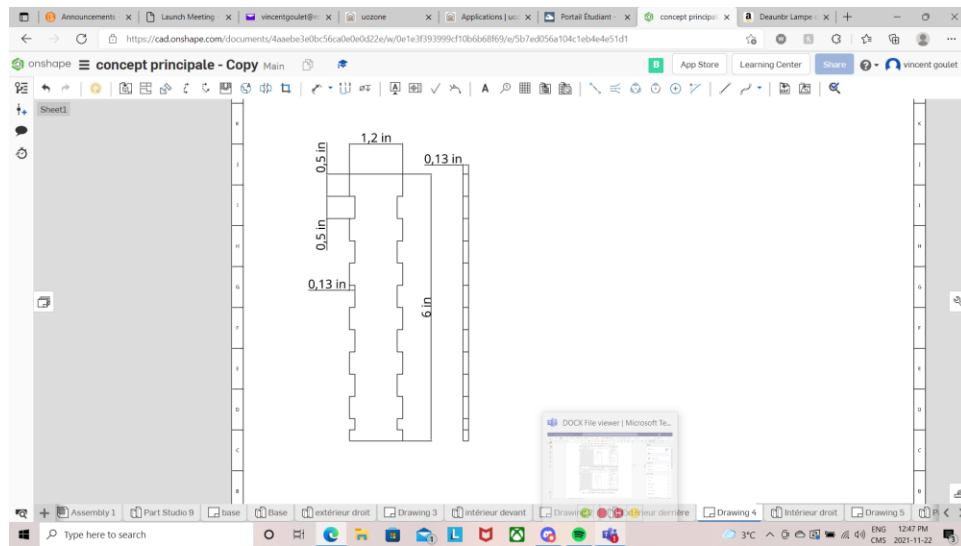 Announcements
Launch Meeting -
vincentgoulet@
uozone
Applications | uo
Portail Étudiant -
concept principal
Deaunbr Lampe
https://cad.onshape.com/documents/4aaebe3e0bc56ca0e0e0d22e/w/0e1e3f393999cf10b6b68f69/e/5b7ed056a104c1eb4e4e51d1
onshape concept principale - Copy Main
App Store
Learning Center
Share
vincent goulet
Sheet1
1,2 in
0,5 in
0,13 in
0,5 in
0,13 in
6 in
DOCX File viewer | Microsoft Te...
Assembly 1
Part Studio 9
base
Base
extérieur droit
Drawing 3
intérieur devant
Drawin
rieur derrière
Drawing 4
Intérieur droit
Drawing 5
Type here to search
3°C
ENG
CMS
12:47 PM
2021-11-22